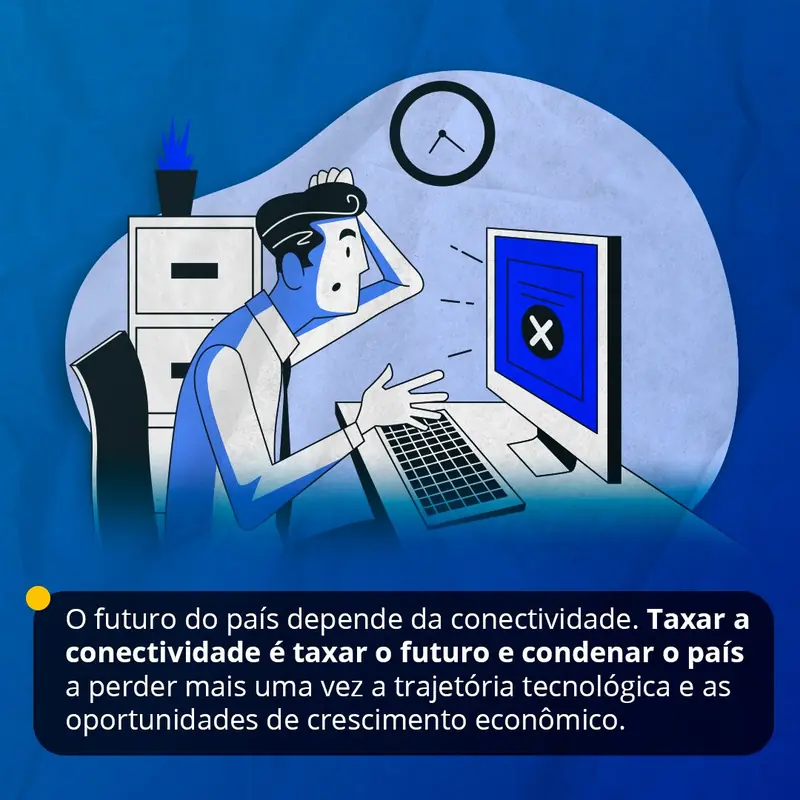 O futuro do país depende da conectividade. Taxar a
conectividade é taxar o futuro e condenar o país
a perder mais uma vez a trajetória tecnológica e as
oportunidades de crescimento econômico.